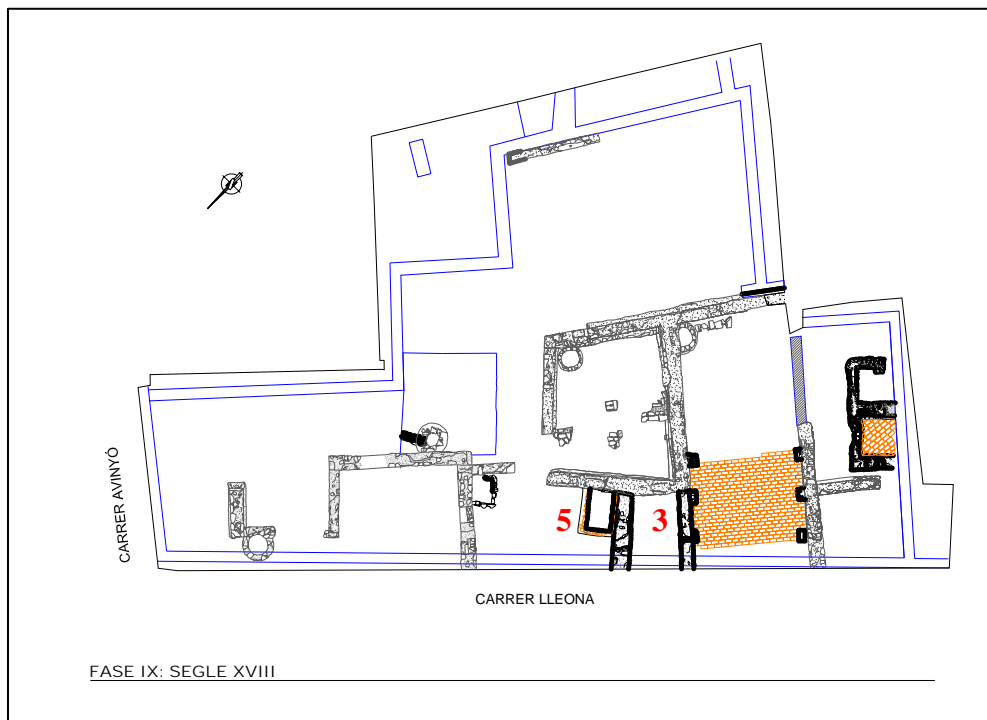 CARRER AVINYÓ
5
3
CARRER LLEONA
FASE IX: SEGLE XVIII